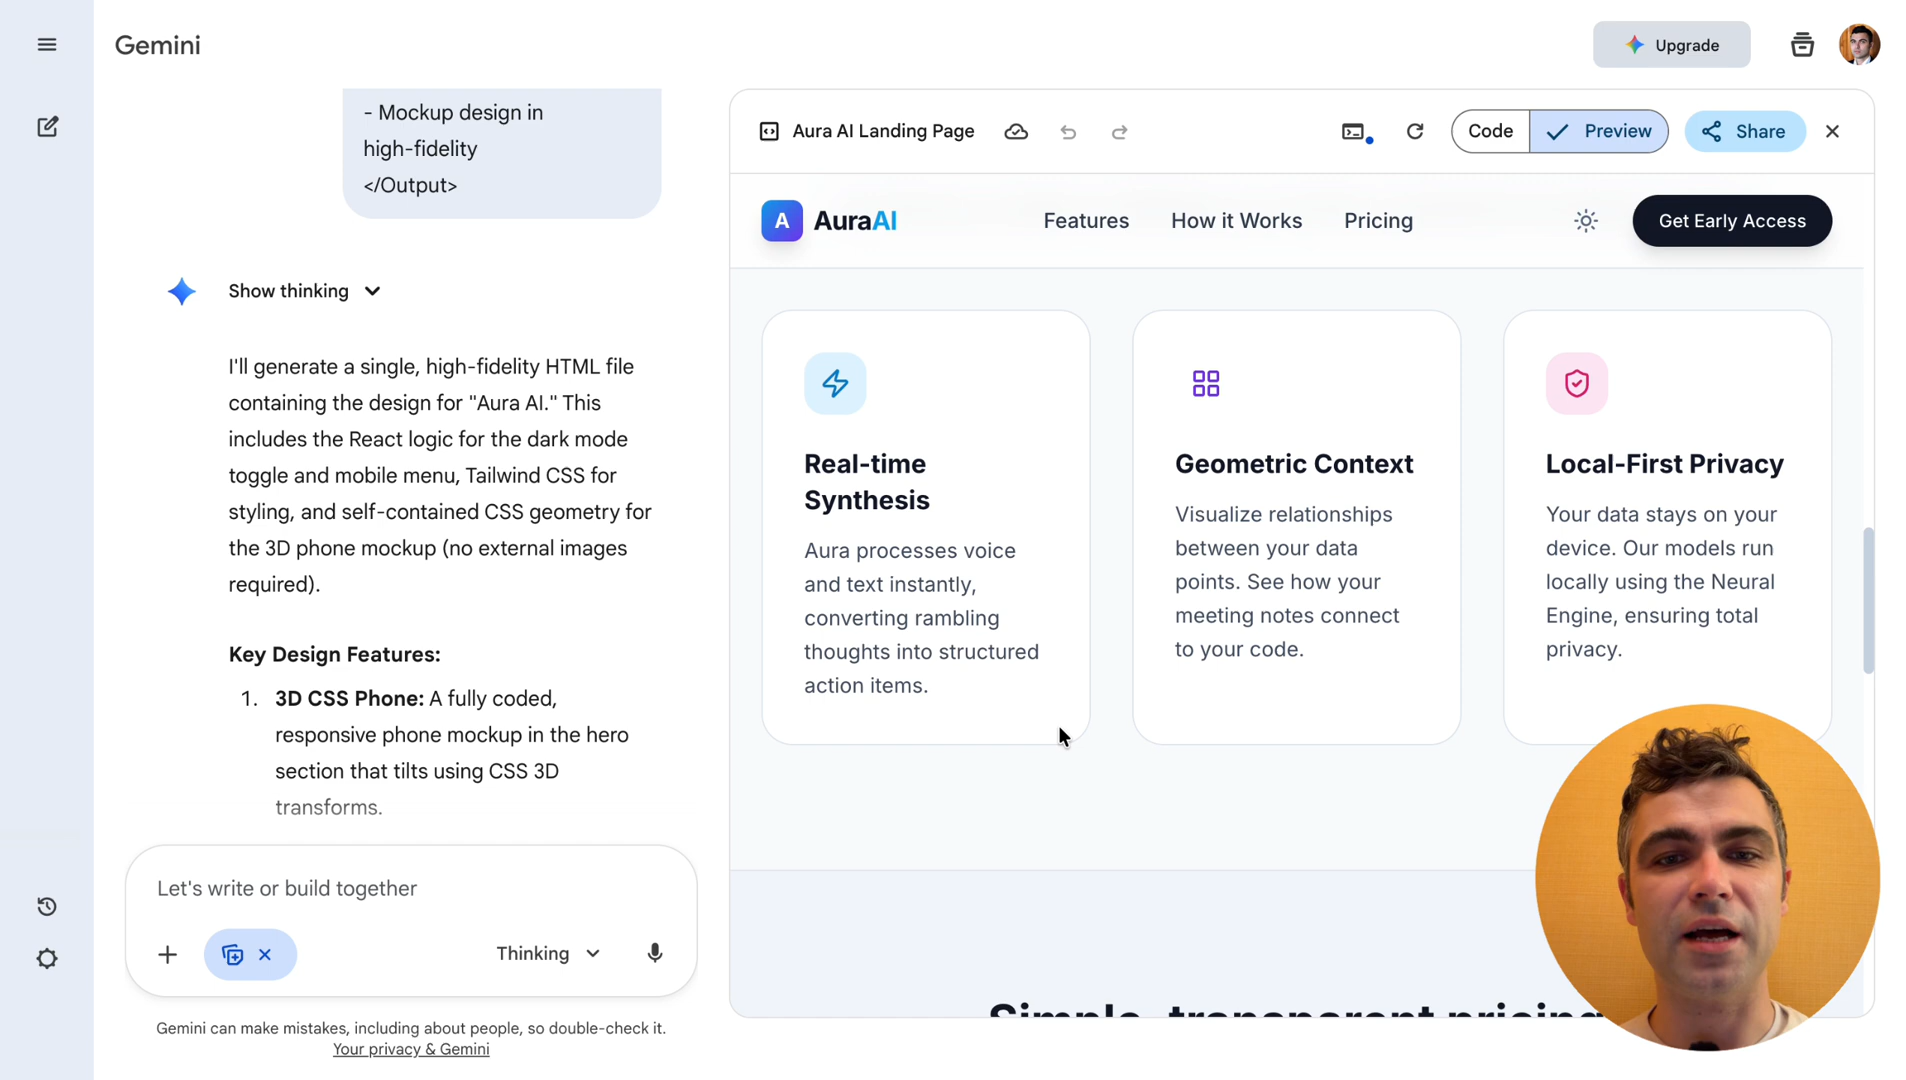 Gemini
Upgrade
- Mockup design in
high-fidelity
</Output>
Show thinking
I'll generate a single, high-fidelity HTML file
containing the design for "Aura AI." This
includes the React logic for the dark mode
toggle and mobile menu, Tailwind CSS for
styling, and self-contained CSS geometry for
the 3D phone mockup (no external images
required).
Key Design Features:
1. 3D CSS Phone: A fully coded,
responsive phone mockup in the hero
section that tilts using CSS 3D
transforms.
Let's write or build together
Thinking
Gemini can make mistakes, including about people, so double-check it.
Your privacy & Gemini
Aura AI Landing Page
Code
Preview
Share
A
AuraAI
Features
How it Works
Pricing
Get Early Access
Real-time
Synthesis
Aura processes voice
and text instantly,
converting rambling
thoughts into structured
action items.
Geometric Context
Visualize relationships
between your data
points. See how your
meeting notes connect
to your code.
Local-First Privacy
Your data stays on your
device. Our models run
locally using the Neural
Engine, ensuring total
privacy.
Simple, transparent pricing